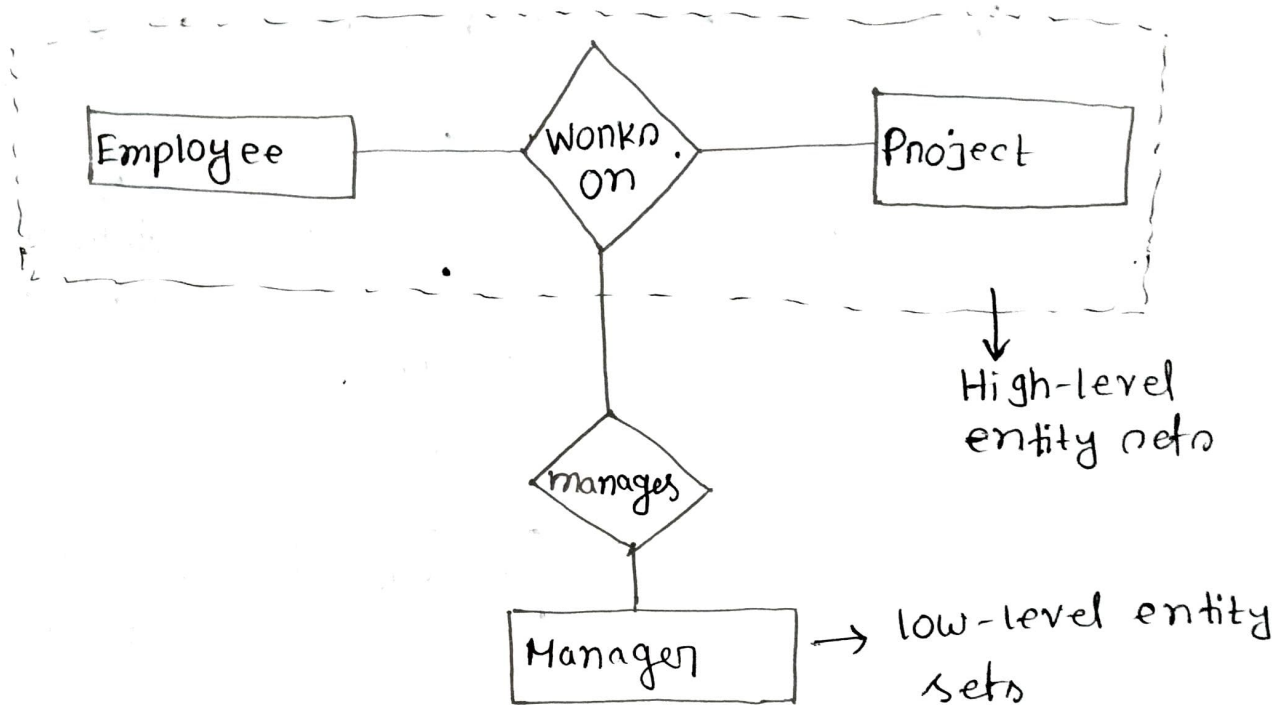 Employee
Works
on
Project
High-level
entity sets
manages
Manager
low-level entity
sets